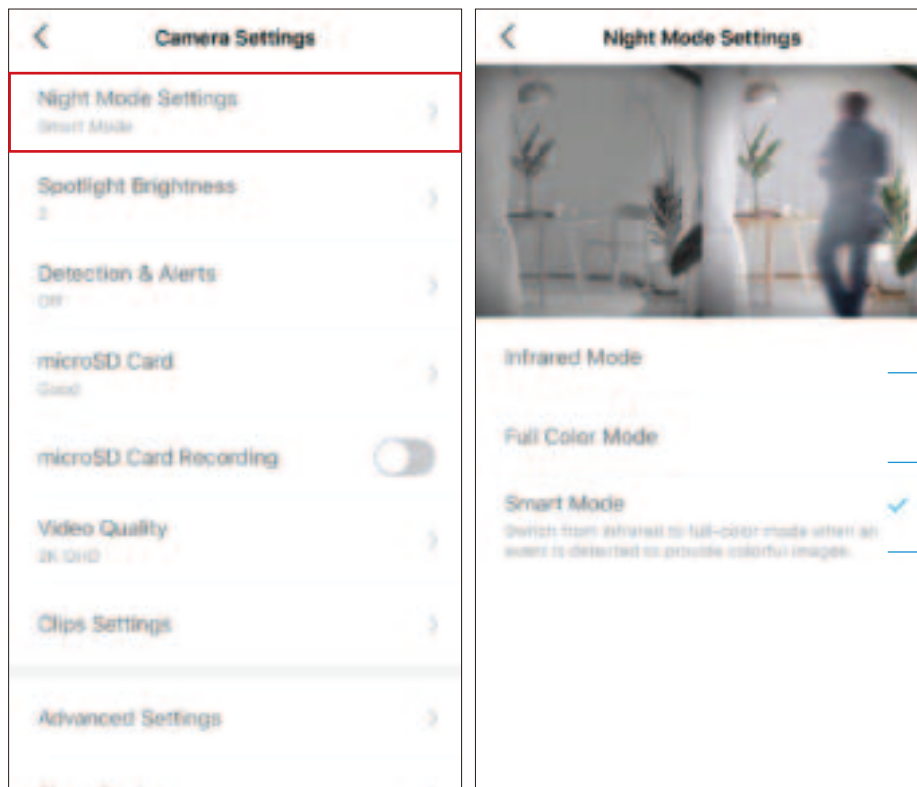 Camera Settings
Night Mode Settings
Smart Mode
Spotlight Brightness
2
Detection & Alerts
Off
microSD Card
Good
microSD Card Recording
Video Quality
2K QHD
Clips Settings
Advanced Settings
Night Mode Settings
Infrared Mode
Full Color Mode
Smart Mode
Switch from infrared to full-color mode when an
event is detected to provide colorful images.